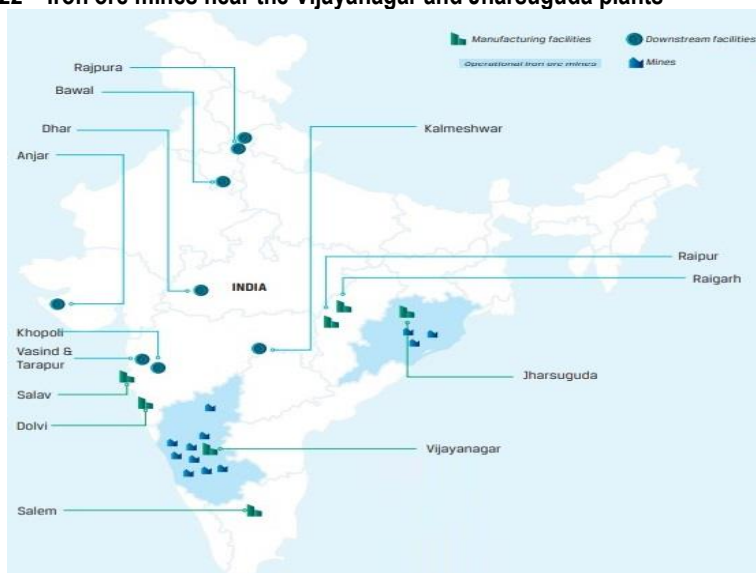 22 Iron ore mines near the Vijayanagar and Jharsuguda plants
Manufacturing facilities
Downstream facilities
Operational iron ore mines
Mines
Rajpura
Bawal
Dhar
Anjar
Kalmeshwar
Raipur
Raigarh
INDIA
Khopoli
Vasind &
Tarapur
Salav
Dolvi
Jharsuguda
Vijayanagar
Salem